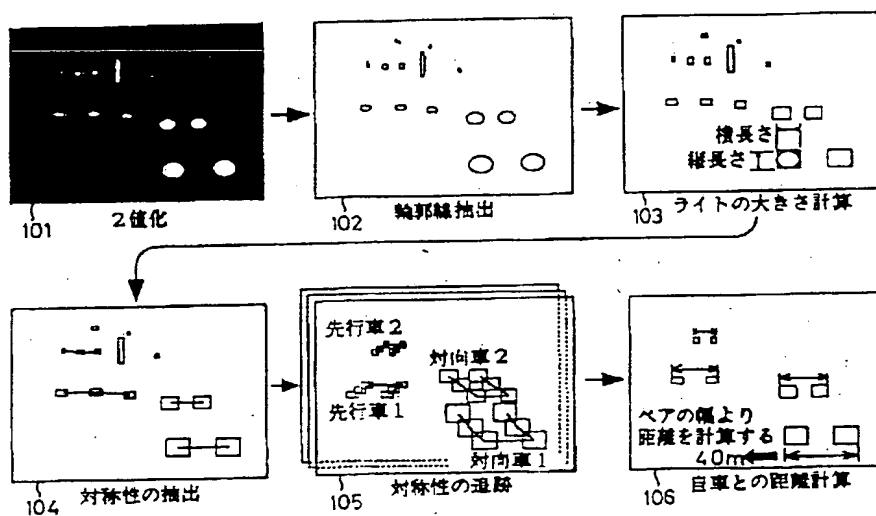 101
2値化
102
輪郭線抽出
横長さ
縦長さ
103
ライトの大きさ計算
104
対称性の抽出
先行車2
対向車2
先行車1
対向車1
105
対称性の追跡
ペアの幅より
距離を計算する
40m
106
自車との距離計算